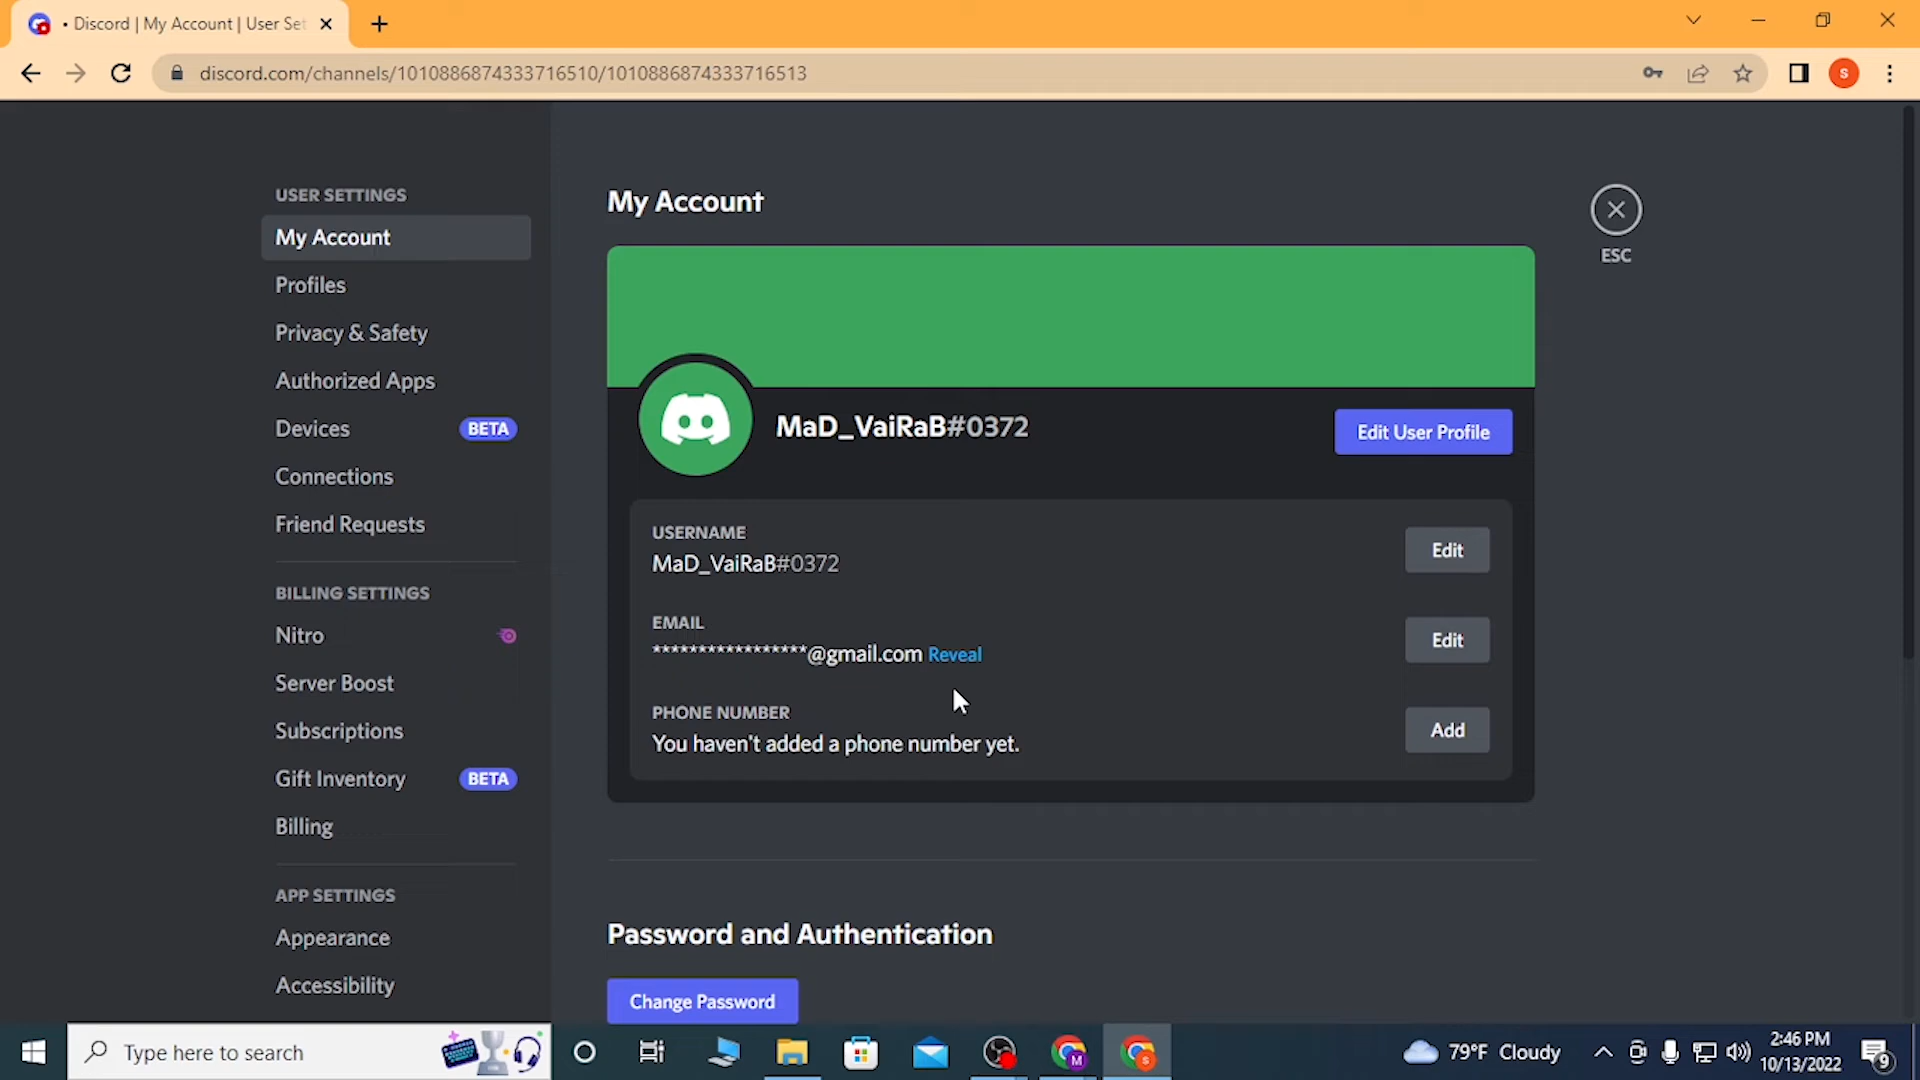 • Discord | My Account | User Set
discord.com/channels/1010886874333716510/1010886874333716513
S
USER SETTINGS
My Account
Profiles
Privacy & Safety
Authorized Apps
Devices BETA
Connections
Friend Requests
BILLING SETTINGS
Nitro
Server Boost
Subscriptions
Gift Inventory BETA
Billing
APP SETTINGS
Appearance
Accessibility
My Account
ESC
MaD_VaiRaB#0372
Edit User Profile
USERNAME
MaD_VaiRaB#0372
Edit
EMAIL
*****************@gmail.com Reveal
Edit
PHONE NUMBER
You haven't added a phone number yet.
Add
Password and Authentication
Change Password
Type here to search
M
S
79°F Cloudy
2:46 PM
10/13/2022
9